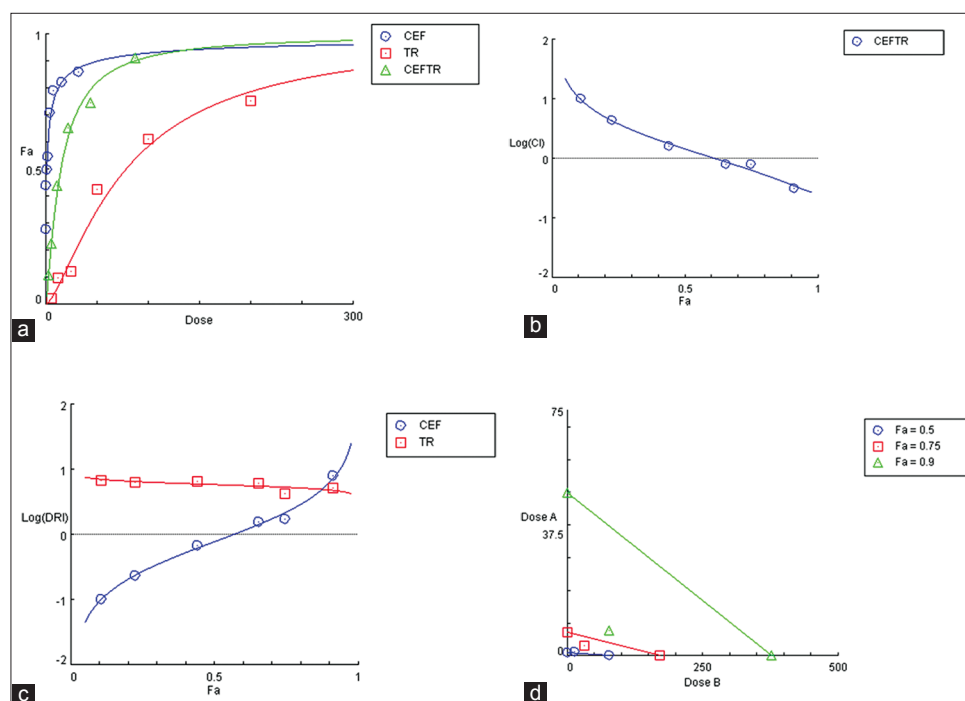 1
Fa
0.5
0
0
Dose
300
CEF
TR
CEFTR
a
2
1
Log(CI)
0
-1
-2
0
0.5
Fa
1
CEFTR
b
2
1
Log(DRI)
0
-1
-2
0
0.5
Fa
1
CEF
TR
c
75
Dose A
37.5
0
0
250
Dose B
500
Fa = 0.5
Fa = 0.75
Fa = 0.9
d